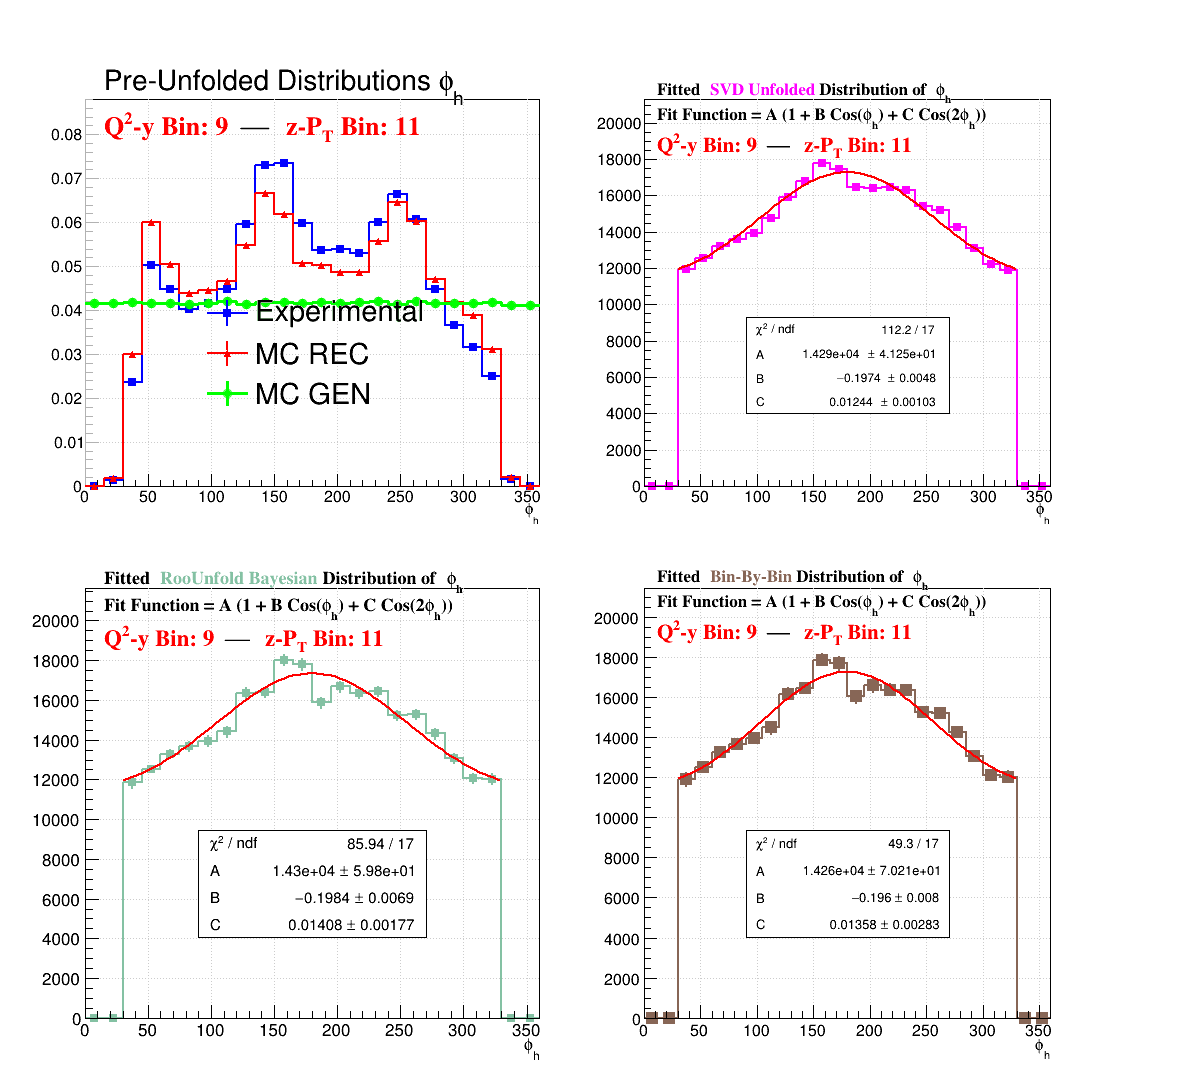 Pre-Unfolded Distributions ϕh
Q²-y Bin: 9 — z-PT Bin: 11
0.08
0.07
0.06
0.05
0.04
0.03
0.02
0.01
0
Experimental
MC REC
MC GEN
0 50 100 150 200 250 300 350
ϕh
Fitted SVD Unfolded Distribution of ϕh
Fit Function = A (1 + B Cos(ϕh) + C Cos(2ϕh))
Q²-y Bin: 9 — z-PT Bin: 11
20000
18000
16000
14000
12000
10000
8000
6000
4000
2000
0
χ² / ndf 112.2 / 17
A 1.429e+04 ± 4.125e+01
B −0.1974 ± 0.0048
C 0.01244 ± 0.00103
0 50 100 150 200 250 300 350
ϕh
Fitted RooUnfold Bayesian Distribution of ϕh
Fit Function = A (1 + B Cos(ϕh) + C Cos(2ϕh))
Q²-y Bin: 9 — z-PT Bin: 11
20000
18000
16000
14000
12000
10000
8000
6000
4000
2000
0
χ² / ndf 85.94 / 17
A 1.43e+04 ± 5.98e+01
B −0.1984 ± 0.0069
C 0.01408 ± 0.00177
0 50 100 150 200 250 300 350
ϕh
Fitted Bin-By-Bin Distribution of ϕh
Fit Function = A (1 + B Cos(ϕh) + C Cos(2ϕh))
Q²-y Bin: 9 — z-PT Bin: 11
20000
18000
16000
14000
12000
10000
8000
6000
4000
2000
0
χ² / ndf 49.3 / 17
A 1.426e+04 ± 7.021e+01
B −0.196 ± 0.008
C 0.01358 ± 0.00283
0 50 100 150 200 250 300 350
ϕh